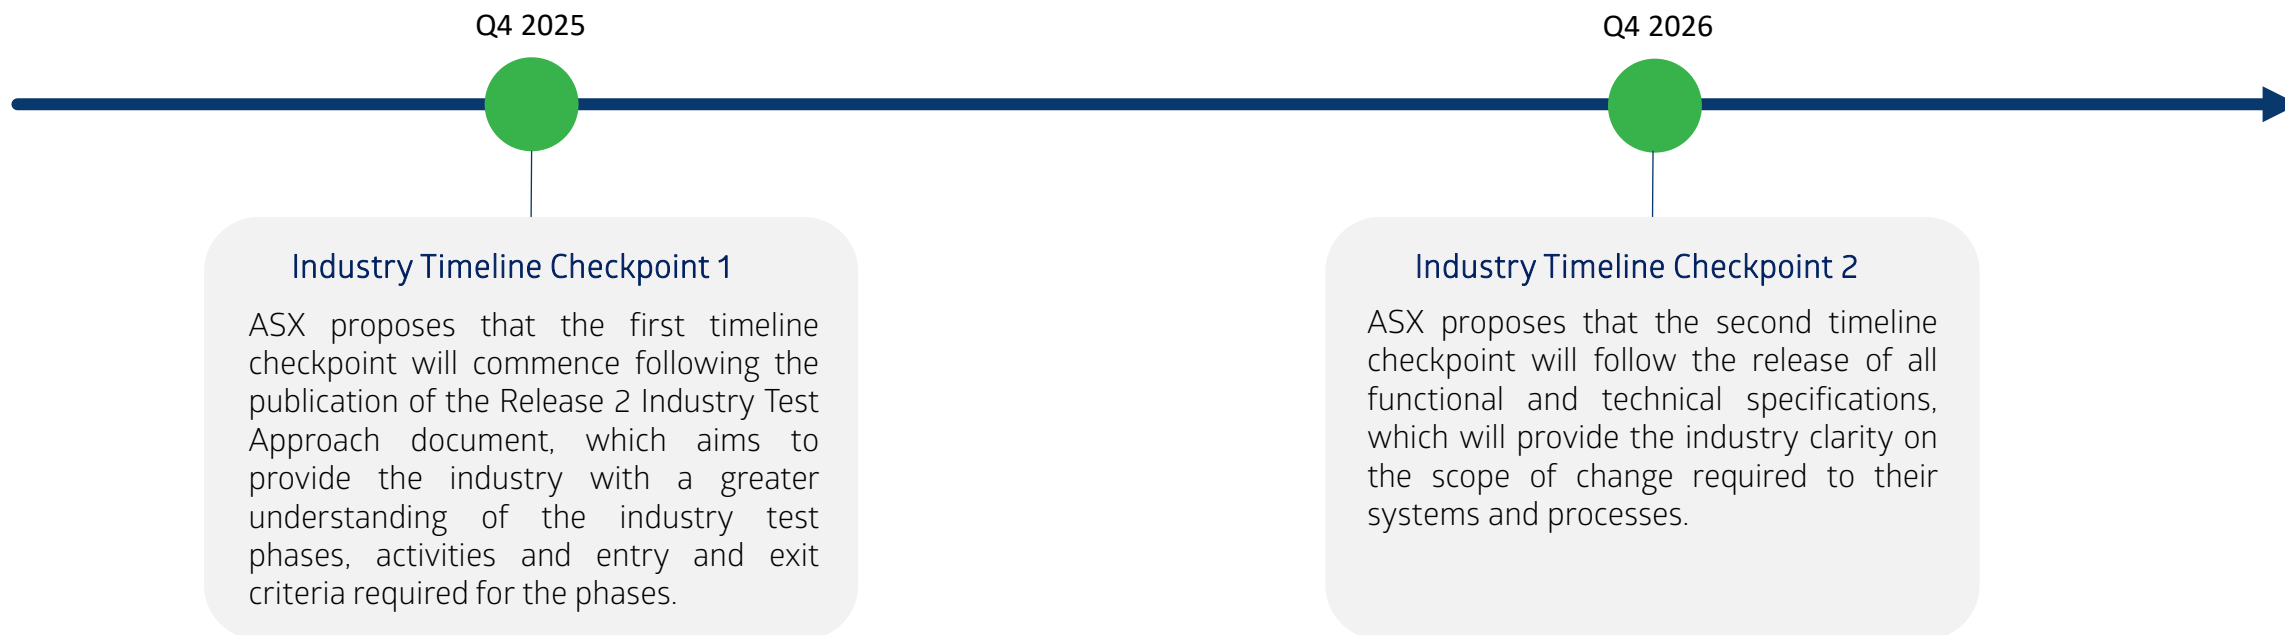 Q4 2025
Q4 2026
Industry Timeline Checkpoint 1
ASX proposes that the first timeline
checkpoint will commence following the
publication of the Release 2 Industry Test
Approach document, which aims to
provide the industry with a greater
understanding of the industry test
phases, activities and entry and exit
criteria required for the phases.
Industry Timeline Checkpoint 2
ASX proposes that the second timeline
checkpoint will follow the release of all
functional and technical specifications,
which will provide the industry clarity on
the scope of change required to their
systems and processes.